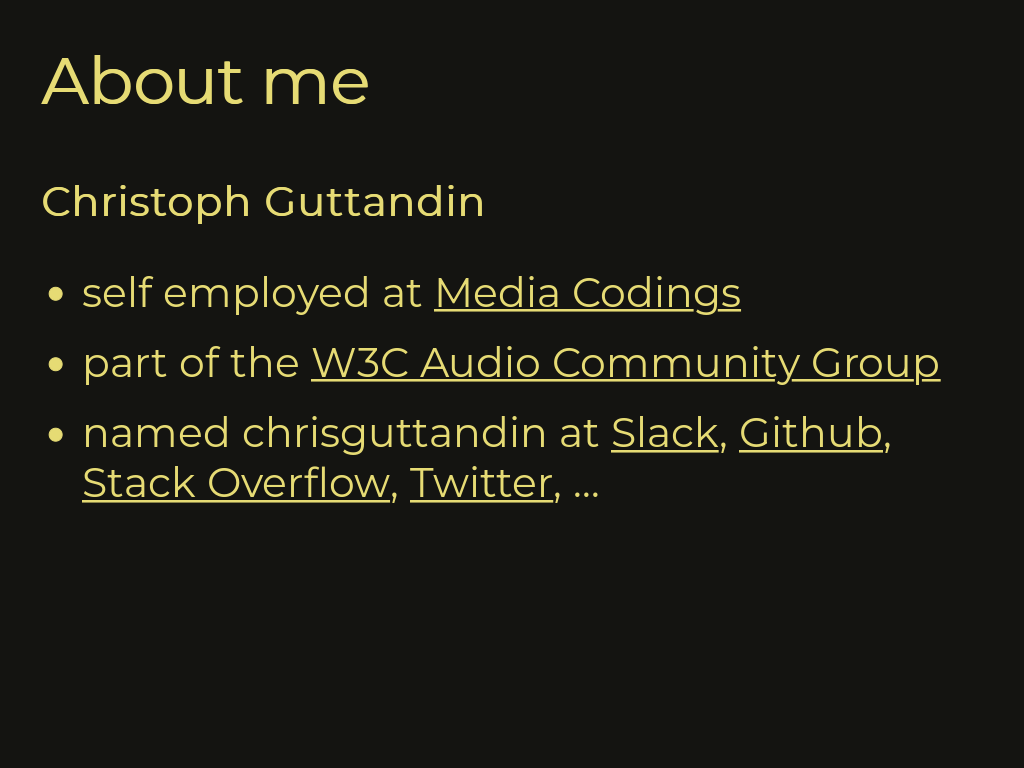 About me
Christoph Guttandin
• self employed at Media Codings
• part of the W3C Audio Community Group
• named chrisguttandin at Slack, Github,
Stack Overflow, Twitter, ...